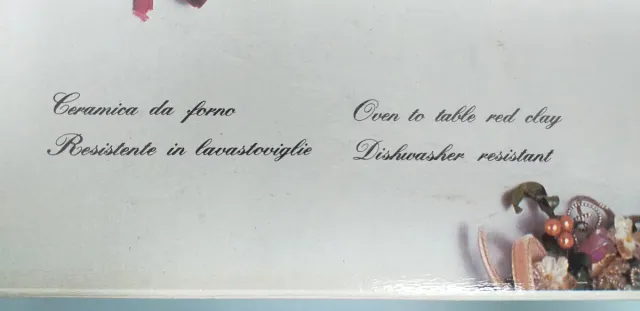 Ceramica da forno
Resistente in lavastoviglie
Oven to table red clay
Dishwasher resistant